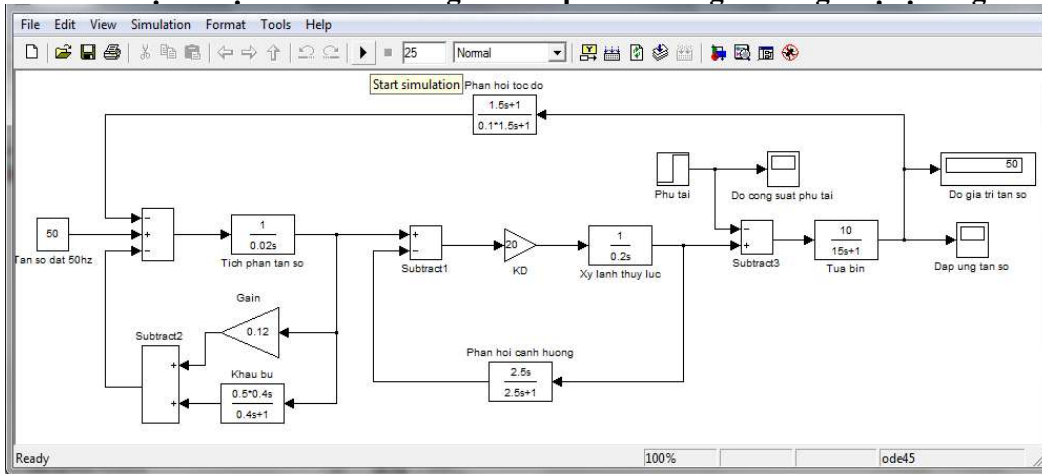 File Edit View Simulation Format Tools Help
25 Normal
Start simulation
Phan hoi toc do
1.5s+1
0.1*1.5s+1
50
Tan so dat 50hz
1
0.02s
Tich phan tan so
Subtract1
20
KD
1
0.2s
Xy lanh thuy luc
Phu tai
Do cong suat phu tai
Subtract3
10
15s+1
Tua bin
50
Do gia tri tan so
Dap ung tan so
Gain
0.12
Subtract2
Khau bu
0.5*0.4s
0.4s+1
Phan hoi canh huong
2.5s
2.5s+1
Ready 100% ode45